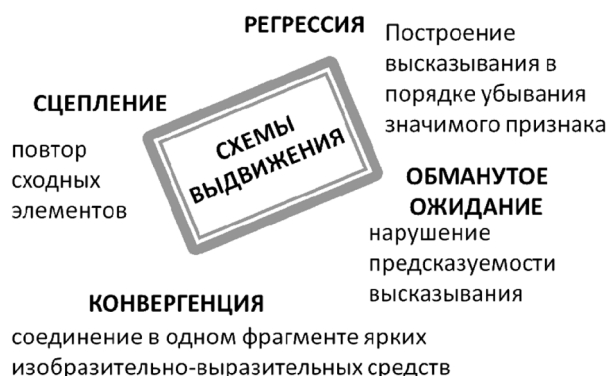 РЕГРЕССИЯ
Построение
высказывания в
порядке убывания
значимого признака
СЦЕПЛЕНИЕ
повтор
сходных
элементов
СХЕМЫ
ВЫДВИЖЕНИЯ
ОБМАНУТОЕ
ОЖИДАНИЕ
нарушение
предсказуемости
высказывания
КОНВЕРГЕНЦИЯ
соединение в одном фрагменте ярких
изобразительно-выразительных средств